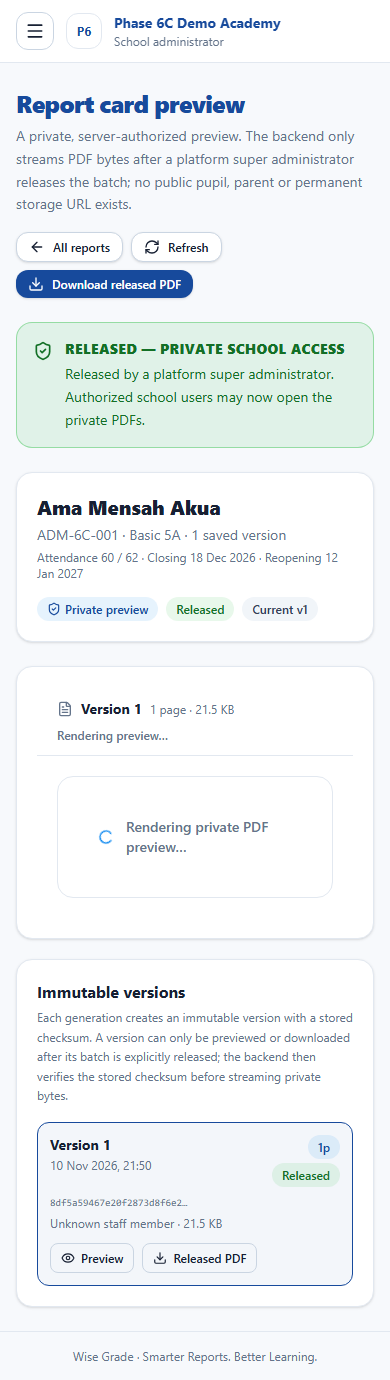 P6
Phase 6C Demo Academy
School administrator
Report card preview
A private, server-authorized preview. The backend only
streams PDF bytes after a platform super administrator
releases the batch; no public pupil, parent or permanent
storage URL exists.
All reports
Refresh
Download released PDF
RELEASED — PRIVATE SCHOOL ACCESS
Released by a platform super administrator.
Authorized school users may now open the
private PDFs.
Ama Mensah Akua
ADM-6C-001 · Basic 5A · 1 saved version
Attendance 60 / 62 · Closing 18 Dec 2026 · Reopening 12
Jan 2027
Private preview
Released
Current v1
Version 1 1 page · 21.5 KB
Rendering preview...
Rendering private PDF
preview...
Immutable versions
Each generation creates an immutable version with a stored
checksum. A version can only be previewed or downloaded
after its batch is explicitly released; the backend then
verifies the stored checksum before streaming private
bytes.
Version 1
1p
10 Nov 2026, 21:50
Released
8df5a59467e20f2873d8f6e2…
Unknown staff member · 21.5 KB
Preview
Released PDF
Wise Grade · Smarter Reports. Better Learning.